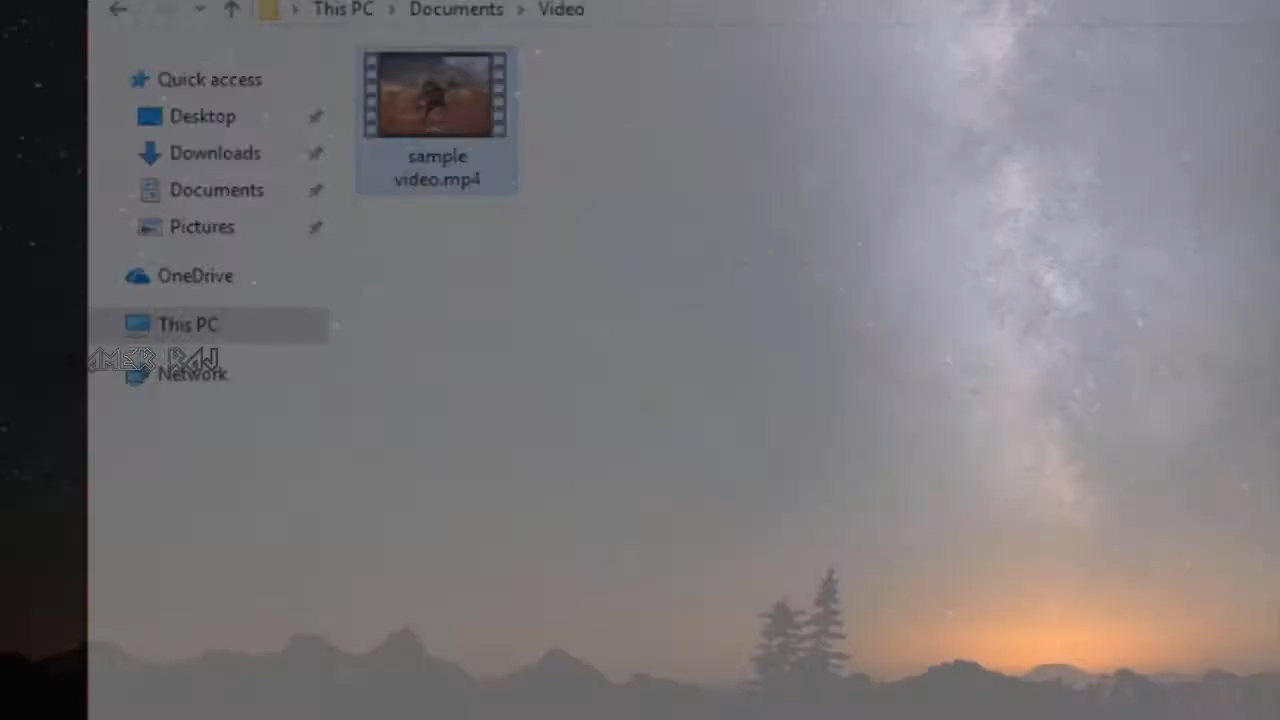 This PC > Documents > Video
Quick access
Desktop
Downloads
Documents
Pictures
OneDrive
This PC
Network
sample
video.mp4